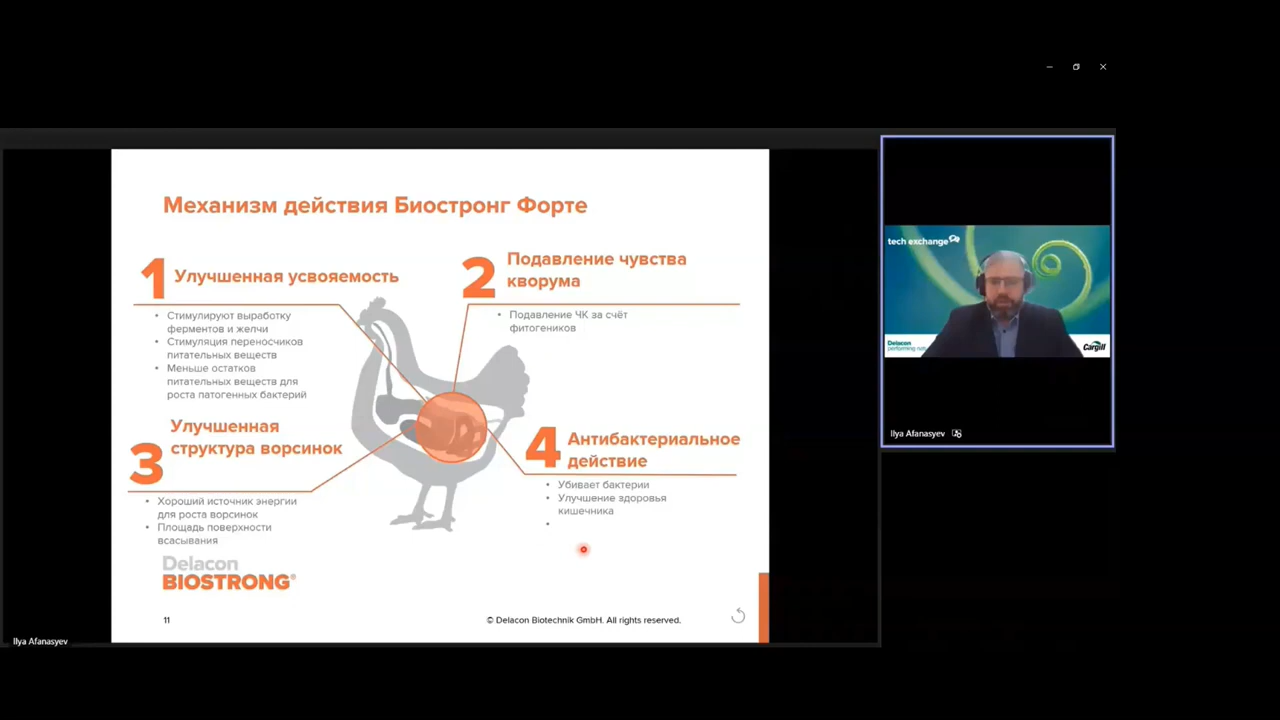 Механизм действия Биостронг Форте
1
Улучшенная усвояемость
Стимулируют выработку
ферментов и желчи
Стимуляция переносчиков
питательных веществ
Меньше остатков
питательных веществ для
роста патогенных бактерий
2
Подавление чувства
кворума
Подавление ЧК за счёт
фитогеников
3
Улучшенная
структура ворсинок
Хороший источник энергии
для роста ворсинок
Площадь поверхности
всасывания
4
Антибактериальное
действие
Убивает бактерии
Улучшение здоровья
кишечника
Delacon
BIOSTRONG®
11
© Delacon Biotechnik GmbH. All rights reserved.
Ilya Afanasyev
tech exchange
Delacon
performing nat
Cargill
Ilya Afanasyev